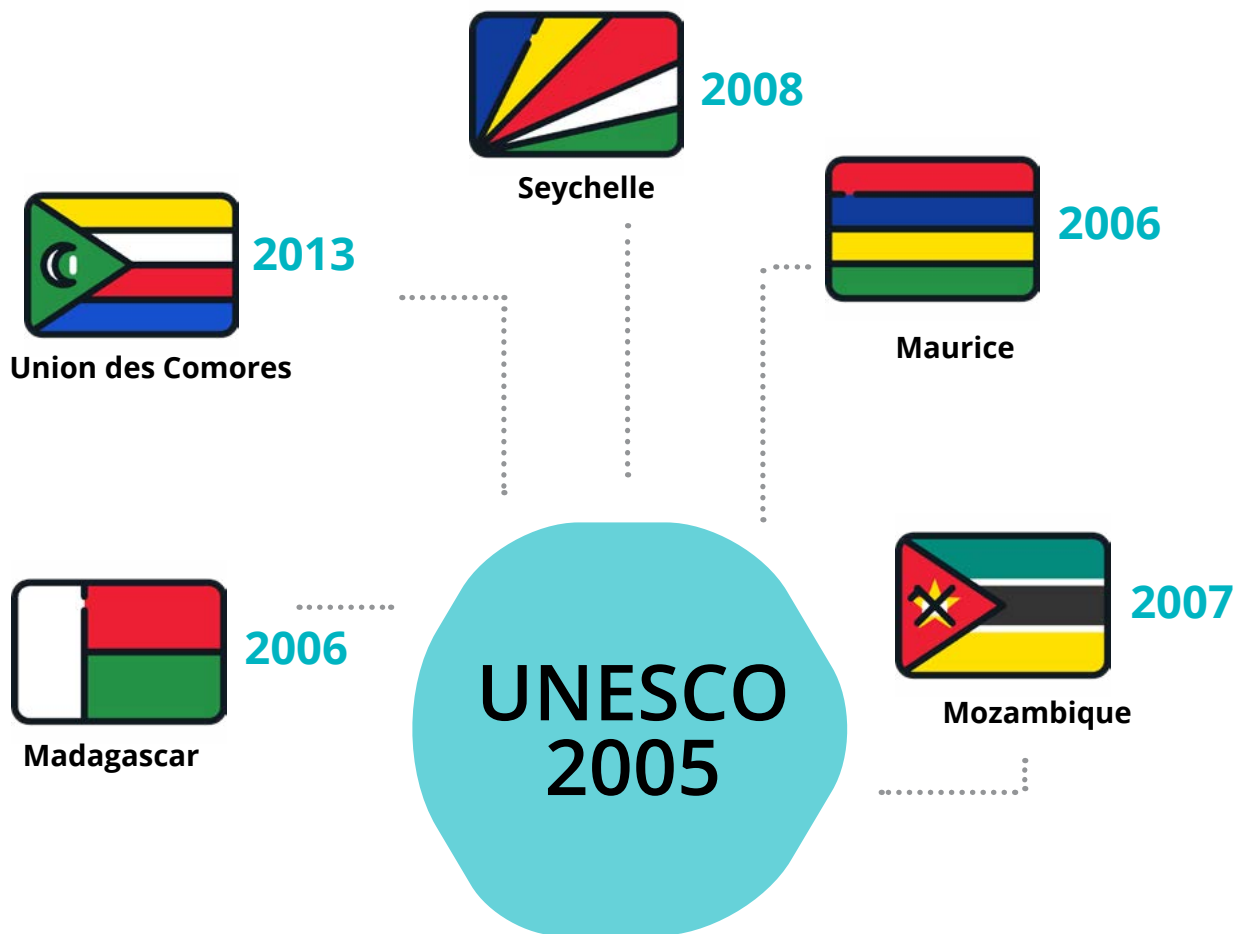 2008
Seychelle
2006
Maurice
2013
Union des Comores
2006
Madagascar
UNESCO
2005
2007
Mozambique